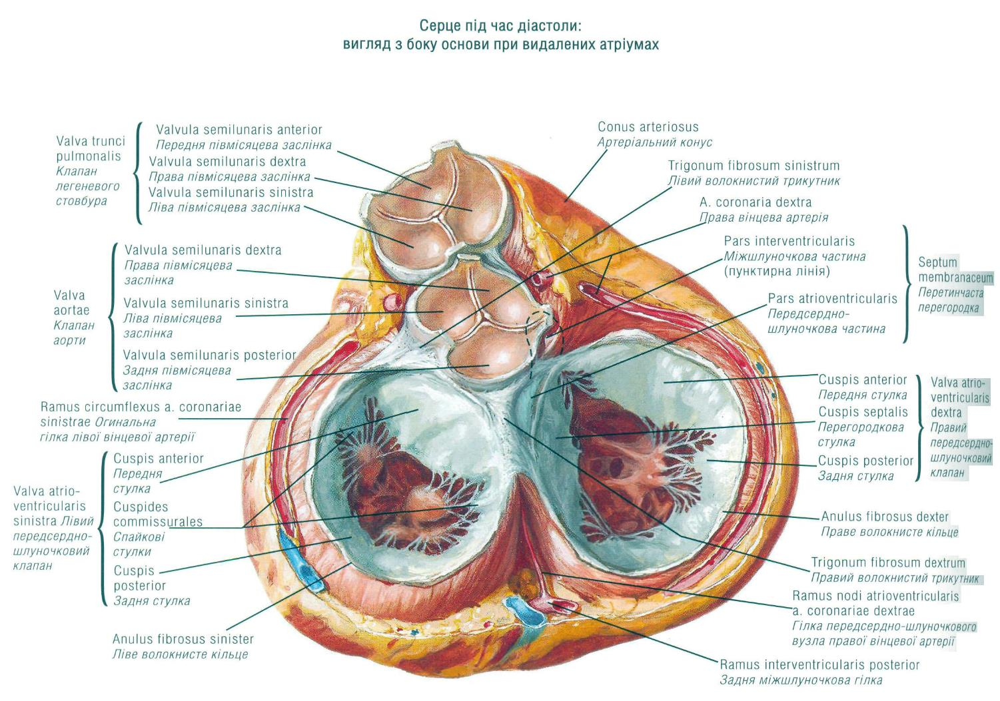 Серце під час діастоли:
вигляд з боку основи при видалених атріумах
Valva trunci
pulmonalis
Клапан
легеневого
стовбура
Valvula semilunaris anterior
Передня півмісяцева заслінка
Valvula semilunaris dextra
Права півмісяцева заслінка
Valvula semilunaris sinistra
Ліва півмісяцева заслінка
Valva
aortae
Клапан
аорти
Valvula semilunaris dextra
Права півмісяцева
заслінка
Valvula semilunaris sinistra
Ліва півмісяцева
заслінка
Valvula semilunaris posterior
Задня півмісяцева
заслінка
Ramus circumflexus a. coronariae
sinistrae Огинальна
гілка лівої вінцевої артерії
Valva atrio-
ventricularis
sinistra Лівий
передсердно-
шлуночковий
клапан
Cuspis anterior
Передня
стулка
Cuspides
commissurales
Спайкові
стулки
Cuspis
posterior
Задня стулка
Anulus fibrosus sinister
Ліве волокнисте кільце
Conus arteriosus
Артеріальний конус
Trigonum fibrosum sinistrum
Лівий волокнистий трикутник
A. coronaria dextra
Права вінцева артерія
Pars interventricularis
Міжшлуночкова частина
(пунктирна лінія)
Pars atrioventricularis
Передсердно-
шлуночкова частина
Septum
membranaceum
Перетинчаста
перегородка
Cuspis anterior
Передня стулка
Cuspis septalis
Перегородкова
стулка
Cuspis posterior
Задня стулка
Valva atrio-
ventricularis
dextra
Правий
передсердно-
шлуночковий
клапан
Anulus fibrosus dexter
Праве волокнисте кільце
Trigonum fibrosum dextrum
Правий волокнистий трикутник
Ramus nodi atrioventricularis
a. coronariae dextrae
Гілка передсердно-шлуночкового
вузла правої вінцевої артерії
Ramus interventricularis posterior
Задня міжшлуночкова гілка